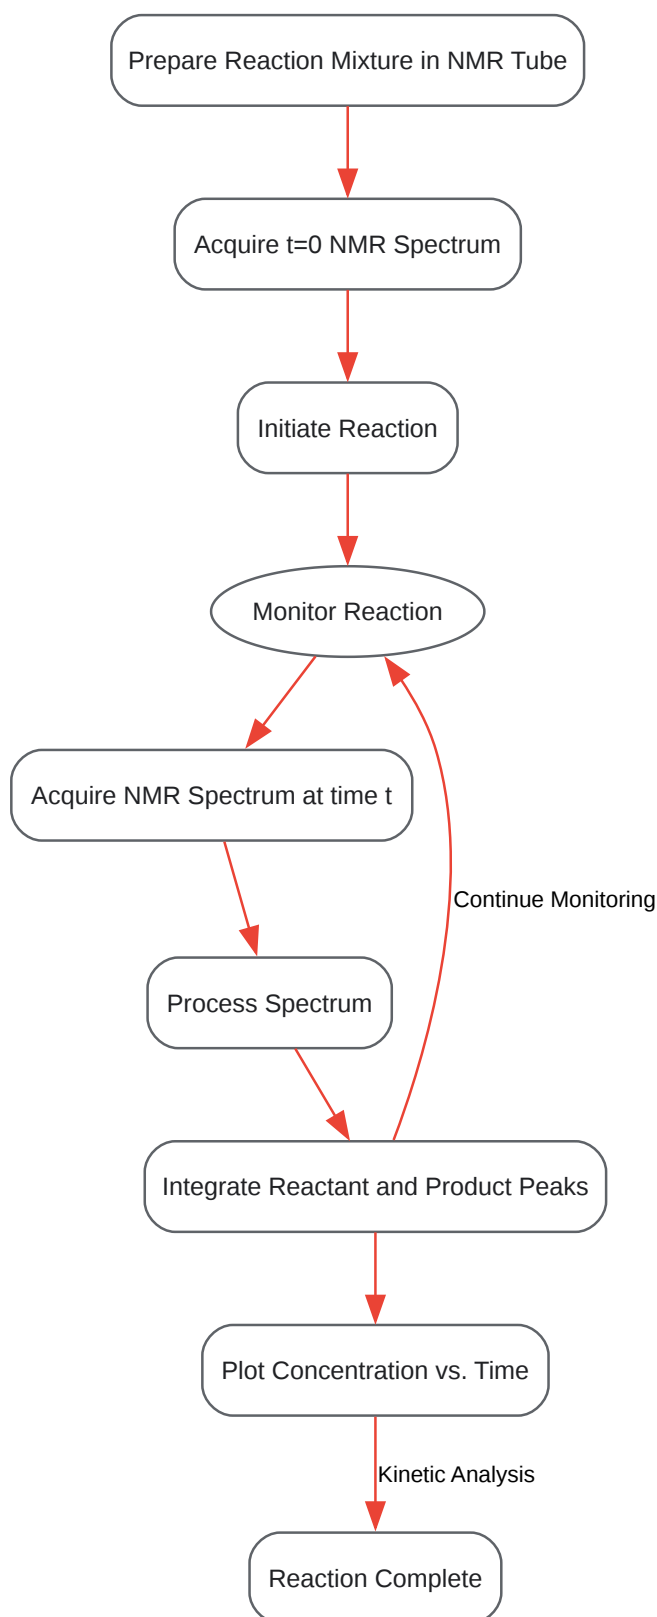 Prepare Reaction Mixture in NMR Tube
Acquire t=0 NMR Spectrum
Initiate Reaction
Monitor Reaction
Acquire NMR Spectrum at time t
Continue Monitoring
Process Spectrum
Integrate Reactant and Product Peaks
Plot Concentration vs. Time
Kinetic Analysis
Reaction Complete